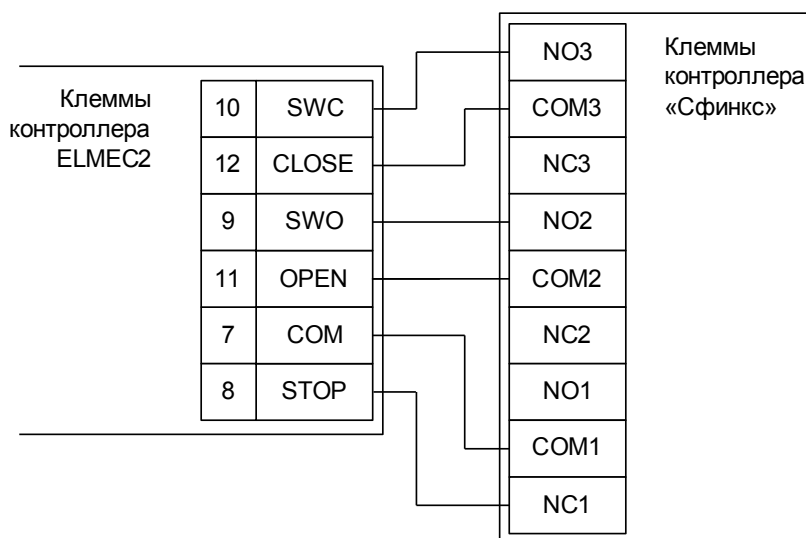 Клеммы
контроллера
ELMEC2
10 SWC
12 CLOSE
9 SWO
11 OPEN
7 COM
8 STOP
NO3
COM3
NC3
NO2
COM2
NC2
NO1
COM1
NC1
Клеммы
контроллера
«Сфинкс»